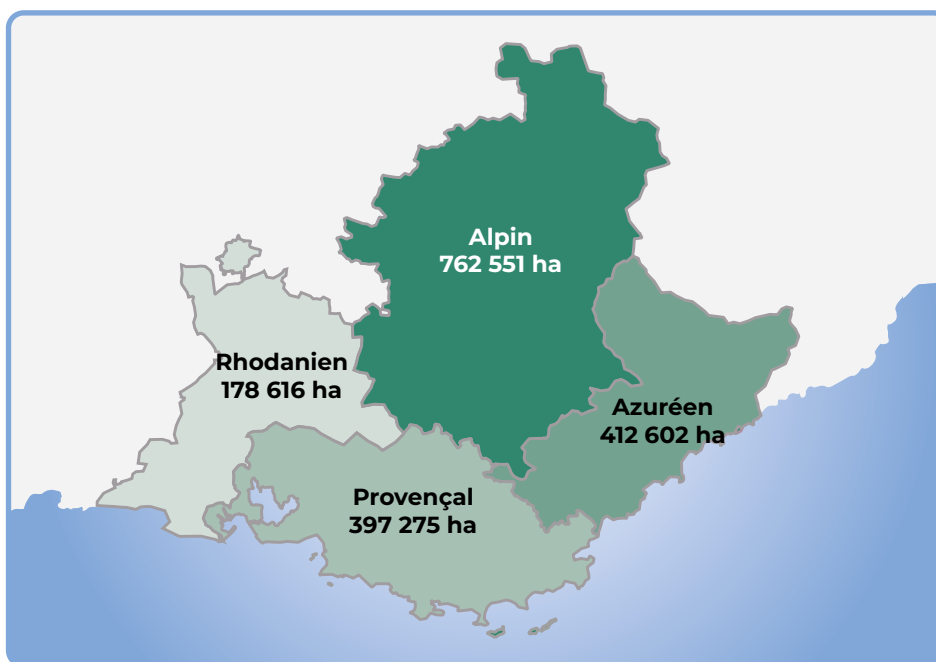 Alpin
762 551 ha
Rhodanien
178 616 ha
Azuréen
412 602 ha
Provençal
397 275 ha